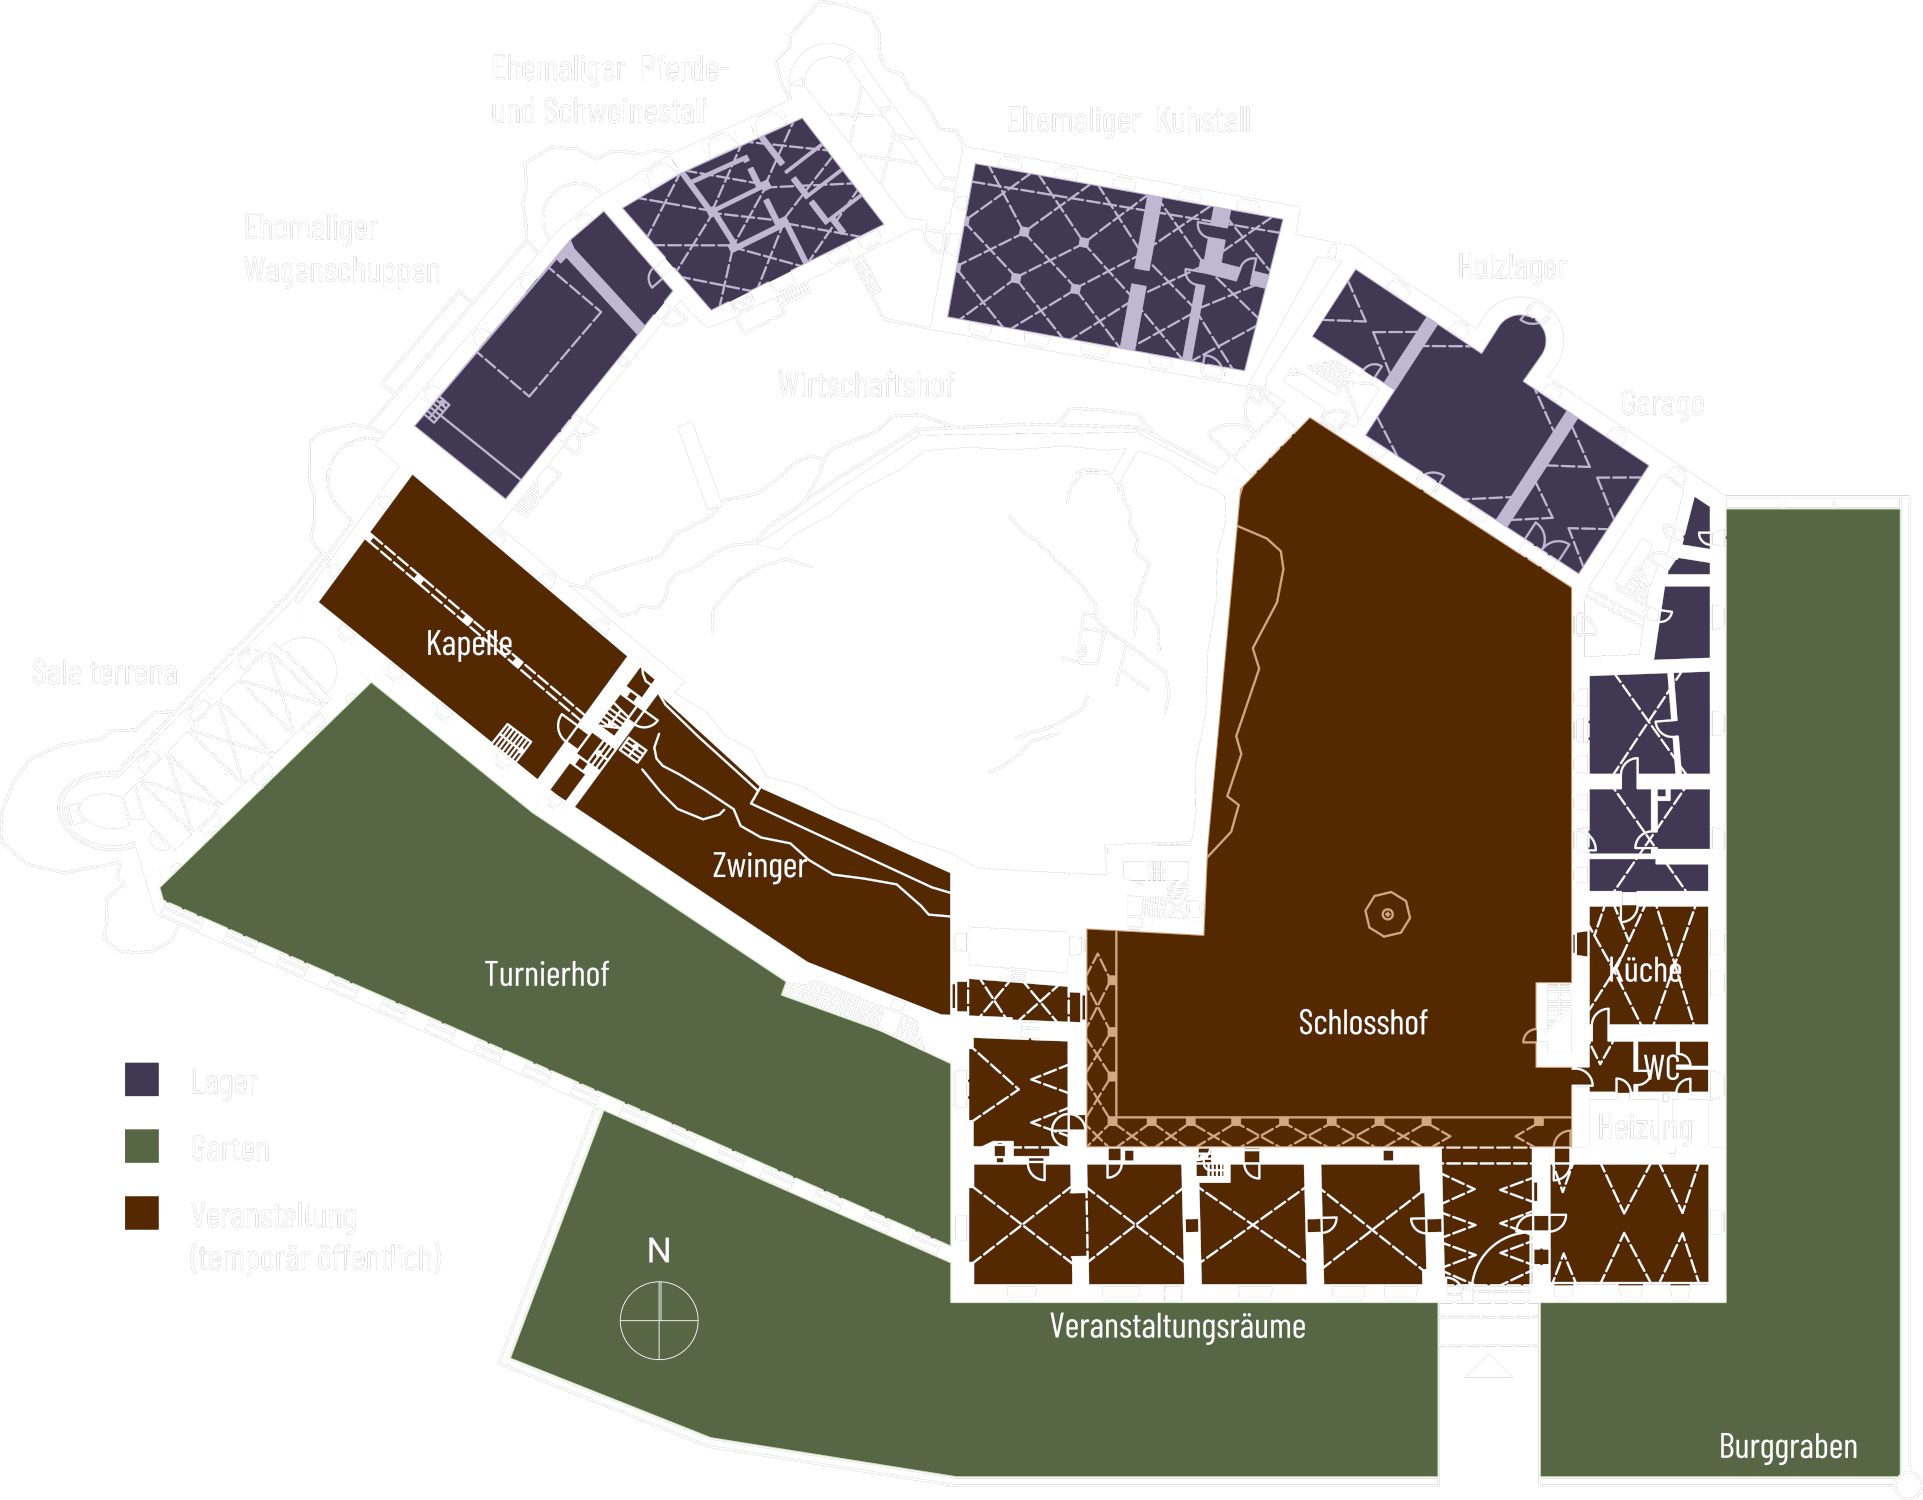 Ehemaliger Pferde-
und Schweinestall
Ehemaliger Kuhstall
Ehemaliger
Wagenschuppen
Holzlager
Wirtschaftshof
Garage
Kapelle
Sala terrena
Zwinger
Turnierhof
Schlosshof
Küche
WC
Heizung
Lager
Garten
Veranstaltung
(temporär öffentlich)
N
Veranstaltungsräume
Burggraben